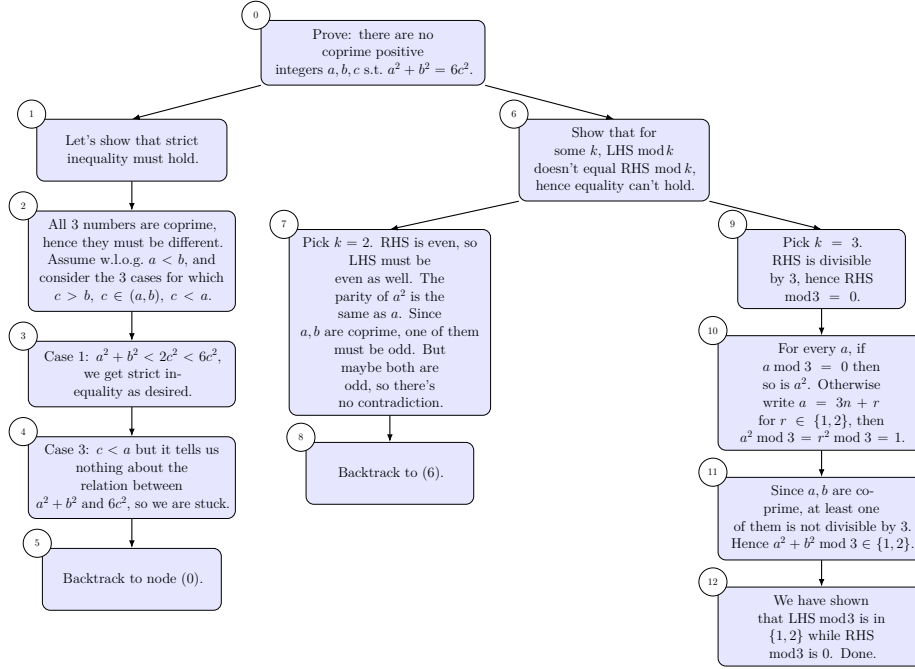 0
Prove: there are no
coprime positive
integers a, b, c s.t. a² + b² = 6c².
1
Let's show that strict
inequality must hold.
2
All 3 numbers are coprime,
hence they must be different.
Assume w.l.o.g. a < b, and
consider the 3 cases for which
c > b, c ∈ (a, b), c < a.
3
Case 1: a² + b² < 2c² < 6c²,
we get strict in-
equality as desired.
4
Case 3: c < a but it tells us
nothing about the
relation between
a² + b² and 6c², so we are stuck.
5
Backtrack to node (0).
6
Show that for
some k, LHS mod k
doesn't equal RHS mod k,
hence equality can't hold.
7
Pick k = 2. RHS is even, so
LHS must be
even as well. The
parity of a² is the
same as a. Since
a, b are coprime, one of them
must be odd. But
maybe both are
odd, so there's
no contradiction.
8
Backtrack to (6).
9
Pick k = 3.
RHS is divisible
by 3, hence RHS
mod 3 = 0.
10
For every a, if
a mod 3 = 0 then
so is a². Otherwise
write a = 3n + r
for r ∈ {1, 2}, then
a² mod 3 = r² mod 3 = 1.
11
Since a, b are co-
prime, at least one
of them is not divisible by 3.
Hence a² + b² mod 3 ∈ {1, 2}.
12
We have shown
that LHS mod 3 is in
{1, 2} while RHS
mod 3 is 0. Done.